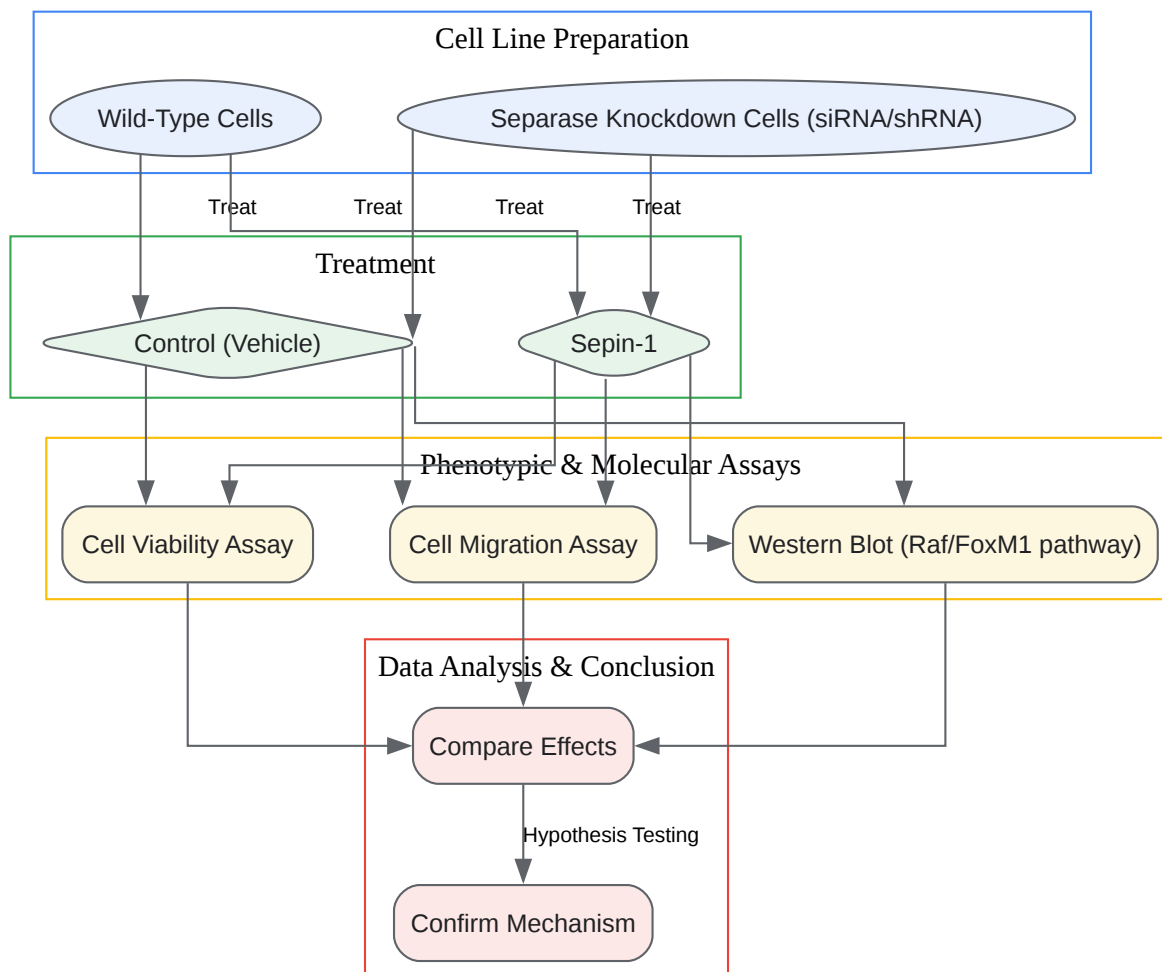 Cell Line Preparation
Wild-Type Cells
Separase Knockdown Cells (siRNA/shRNA)
Treat
Treat
Treat
Treat
Treatment
Control (Vehicle)
Sepin-1
Phenotypic & Molecular Assays
Cell Viability Assay
Cell Migration Assay
Western Blot (Raf/FoxM1 pathway)
Data Analysis & Conclusion
Compare Effects
Hypothesis Testing
Confirm Mechanism